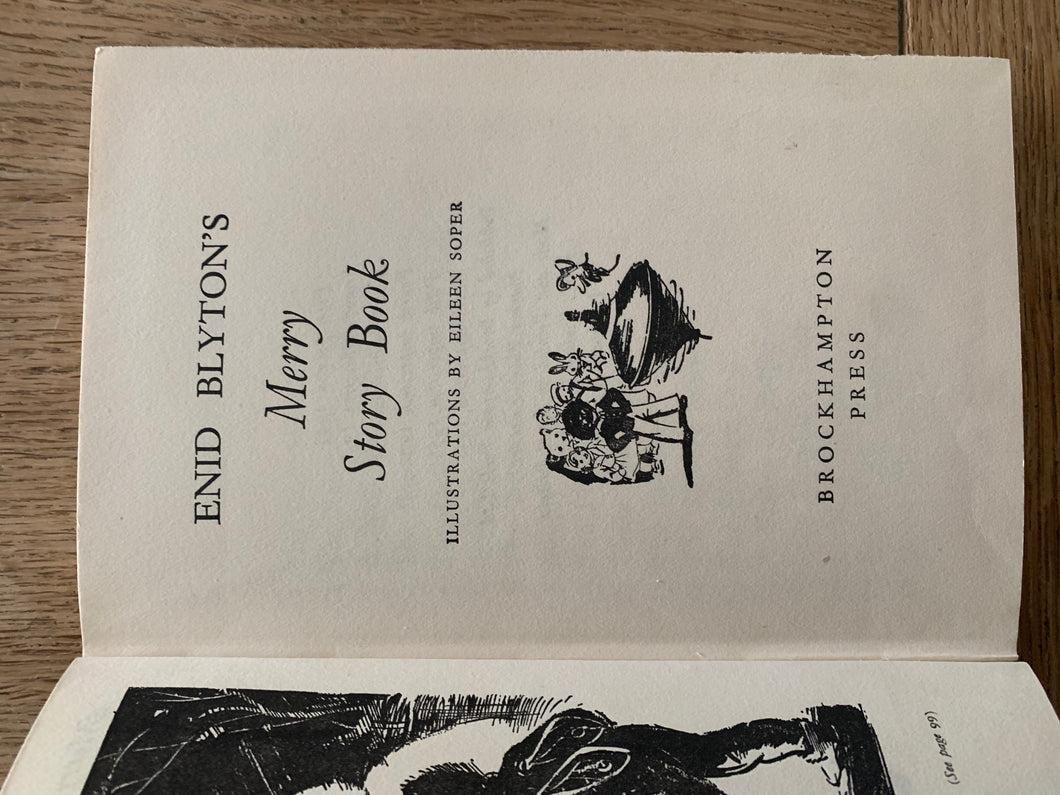 ENID BLYTON'S
Merry
Story Book
ILLUSTRATIONS BY EILEEN SOPER
BROCKHAMPTON
PRESS
(See page 99)